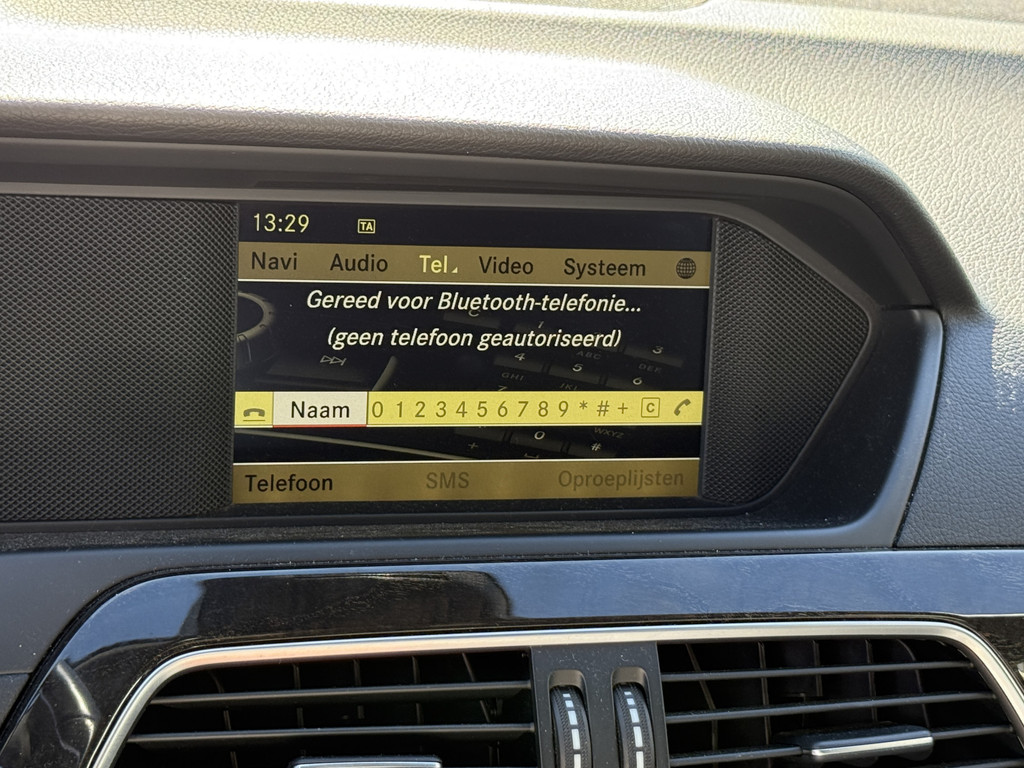 13:29 TA
Navi Audio Tel Video Systeem
Gereed voor Bluetooth-telefonie...
(geen telefoon geautoriseerd)
Naam 0 1 2 3 4 5 6 7 8 9 * # + C
Telefoon SMS Oproeplijsten